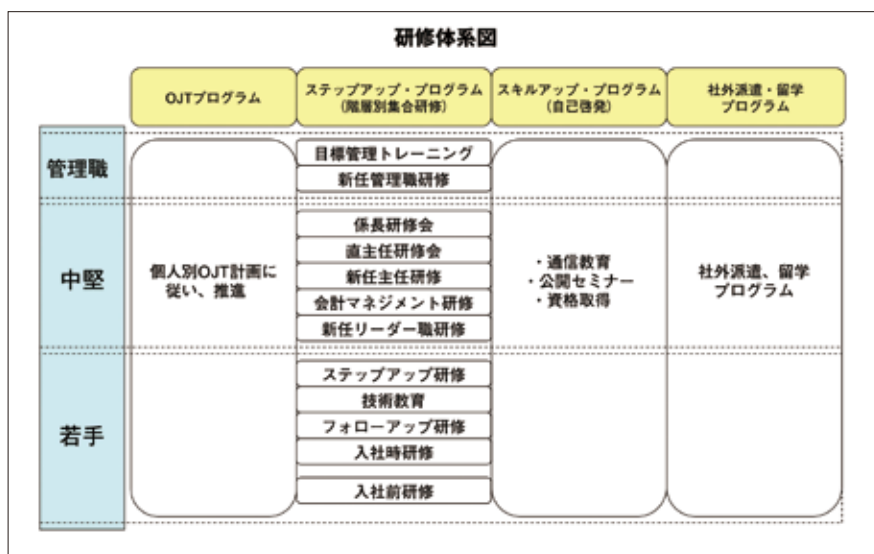 研修体系図
OJTプログラム
ステップアップ・プログラム
(階層別集合研修)
スキルアップ・プログラム
(自己啓発)
社外派遣・留学
プログラム
管理職
目標管理トレーニング
新任管理職研修
中堅
個人別OJT計画に
従い、推進
係長研修会
直主任研修会
新任主任研修
会計マネジメント研修
新任リーダー職研修
・通信教育
・公開セミナー
・資格取得
社外派遣、留学
プログラム
若手
ステップアップ研修
技術教育
フォローアップ研修
入社時研修
入社前研修